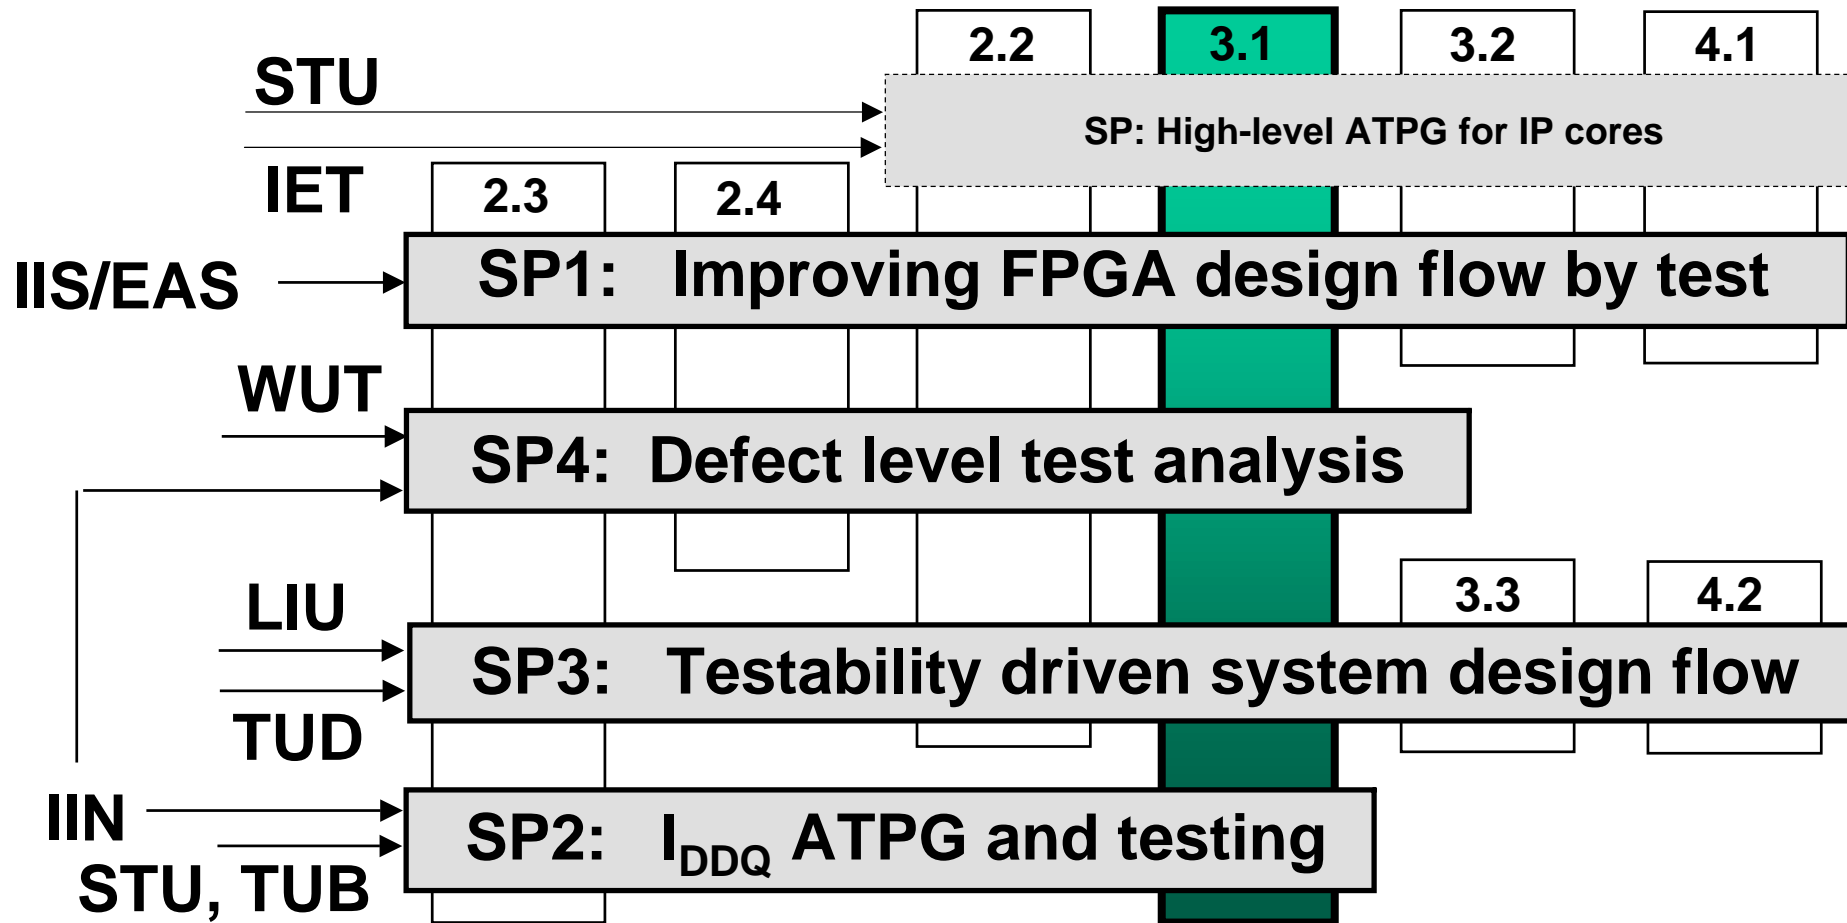 2.2 3.1 3.2 4.1
STU
SP: High-level ATPG for IP cores
IET
2.3 2.4
IIS/EAS
SP1: Improving FPGA design flow by test
WUT
SP4: Defect level test analysis
LIU
3.3 4.2
SP3: Testability driven system design flow
TUD
IIN
SP2: IDDQ ATPG and testing
STU, TUB